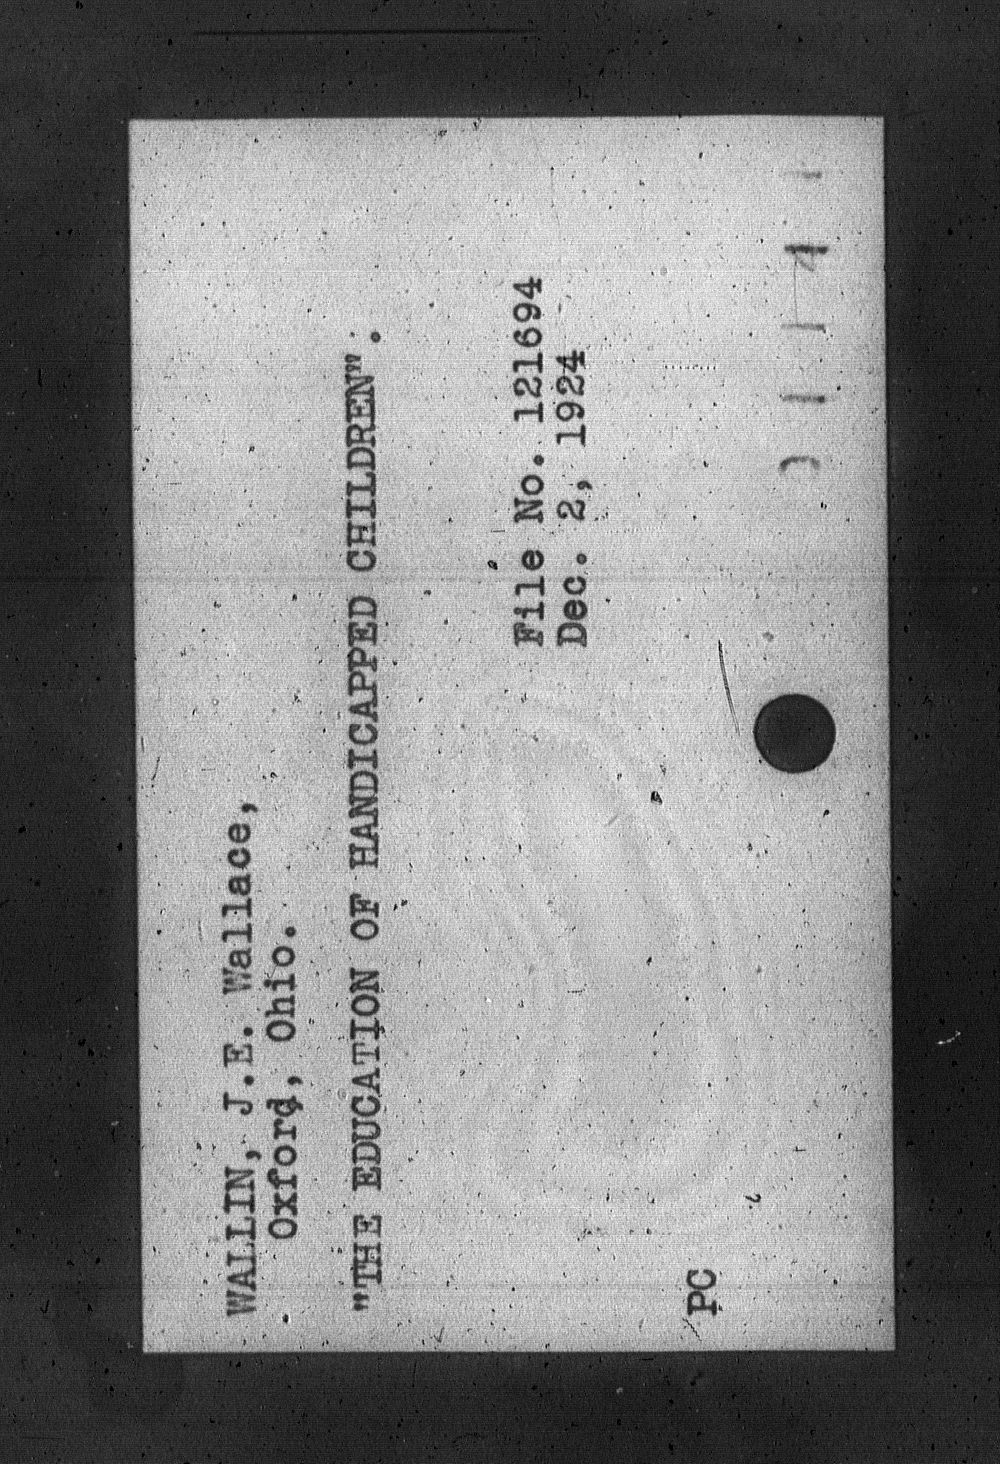 WALLIN, J.E. Wallace,
Oxford, Ohio.
"THE EDUCATION OF HANDICAPPED CHILDREN".
File No. 121694
Dec. 2, 1924
PC